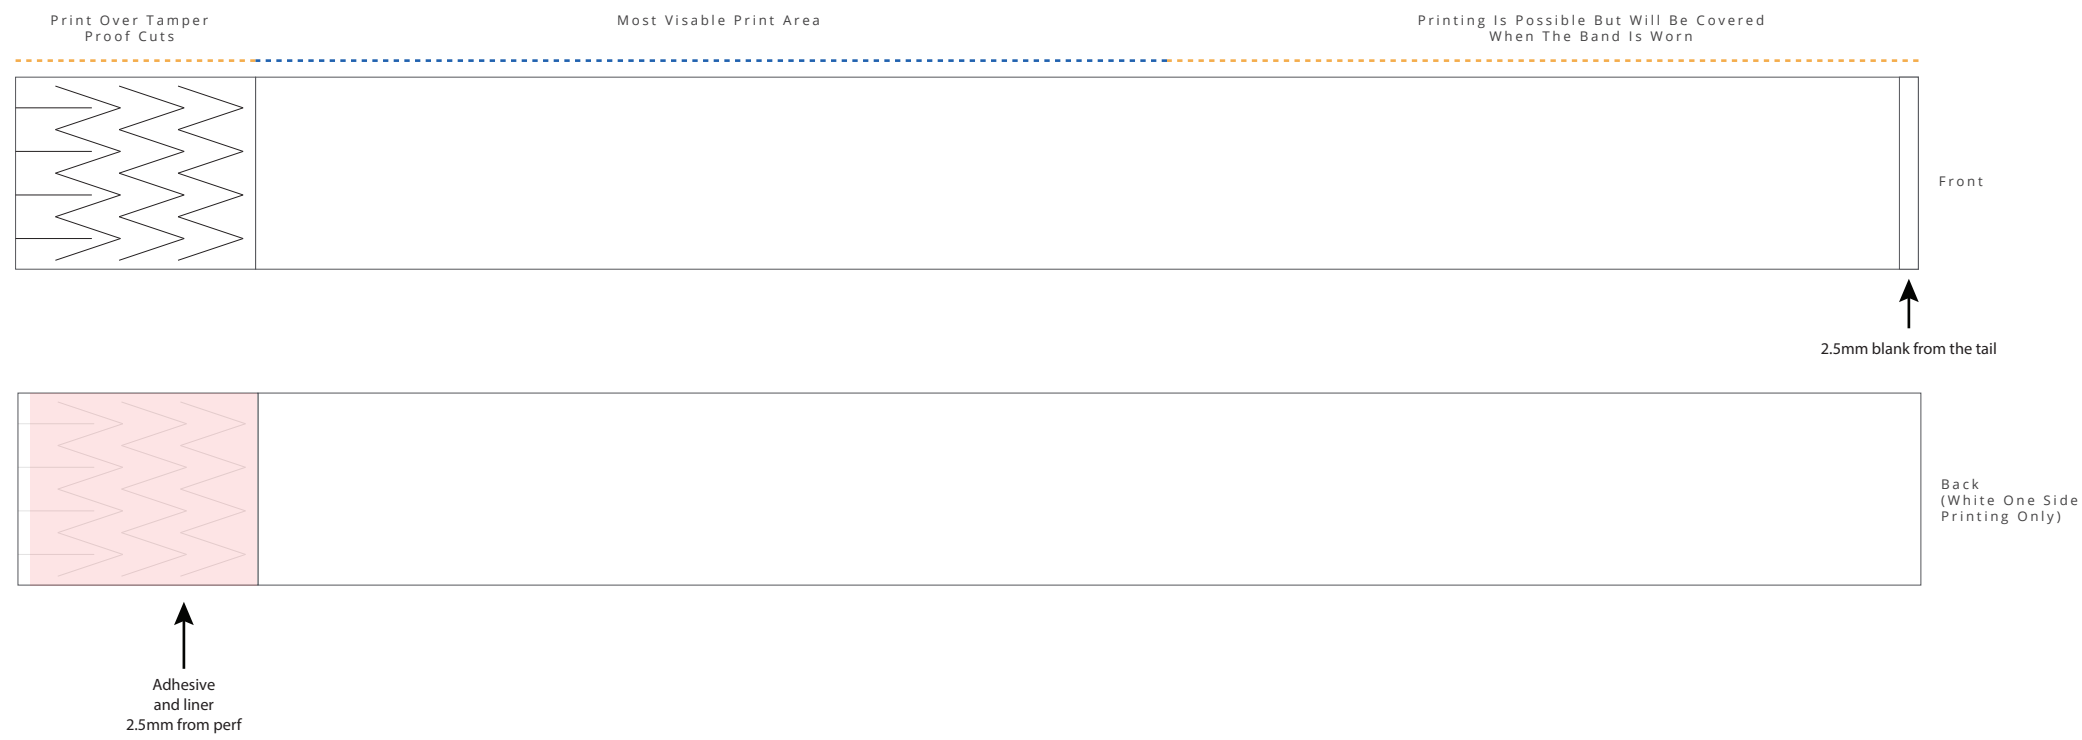 Print Over Tamper
Proof Cuts
Most Visable Print Area
Printing Is Possible But Will Be Covered
When The Band Is Worn
Front
2.5mm blank from the tail
Back
(White One Side
Printing Only)
Adhesive
and liner
2.5mm from perf